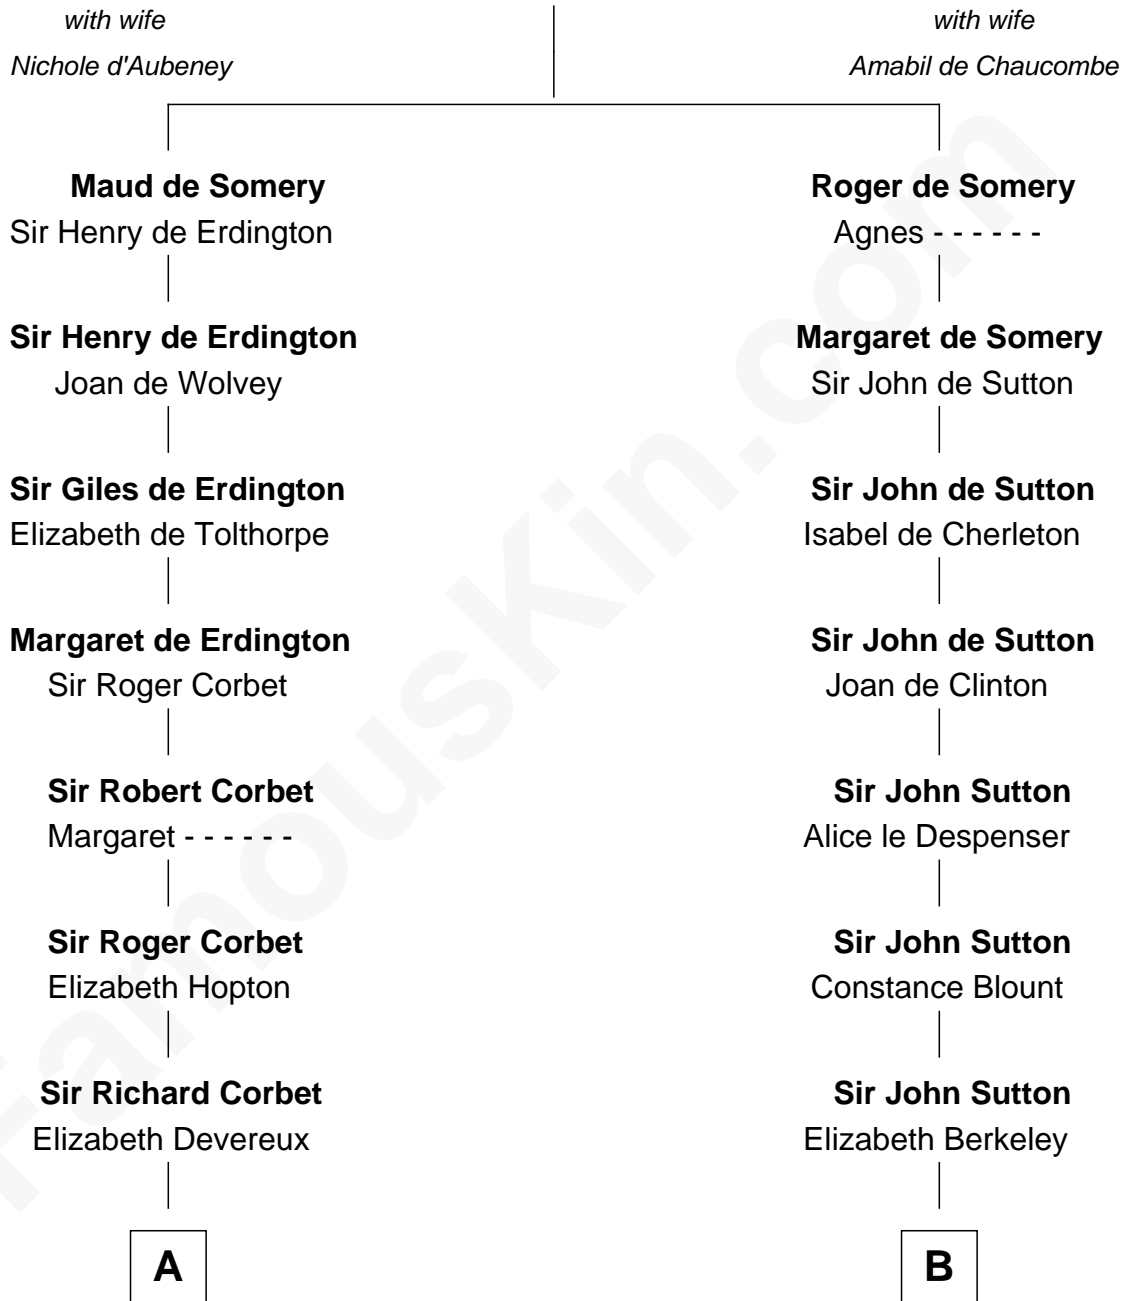 with wife
Nichole d'Aubeney
with wife
Amabil de Chaucombe
Maud de Somery
Sir Henry de Erdington
Roger de Somery
Agnes - - - - - -
Sir Henry de Erdington
Joan de Wolvey
Margaret de Somery
Sir John de Sutton
Sir Giles de Erdington
Elizabeth de Tolthorpe
Sir John de Sutton
Isabel de Cherleton
Margaret de Erdington
Sir Roger Corbet
Sir John de Sutton
Joan de Clinton
Sir Robert Corbet
Margaret - - - - - -
Sir John Sutton
Alice le Despenser
Sir Roger Corbet
Elizabeth Hopton
Sir John Sutton
Constance Blount
Sir Richard Corbet
Elizabeth Devereux
Sir John Sutton
Elizabeth Berkeley
A
B
FamousKin.com